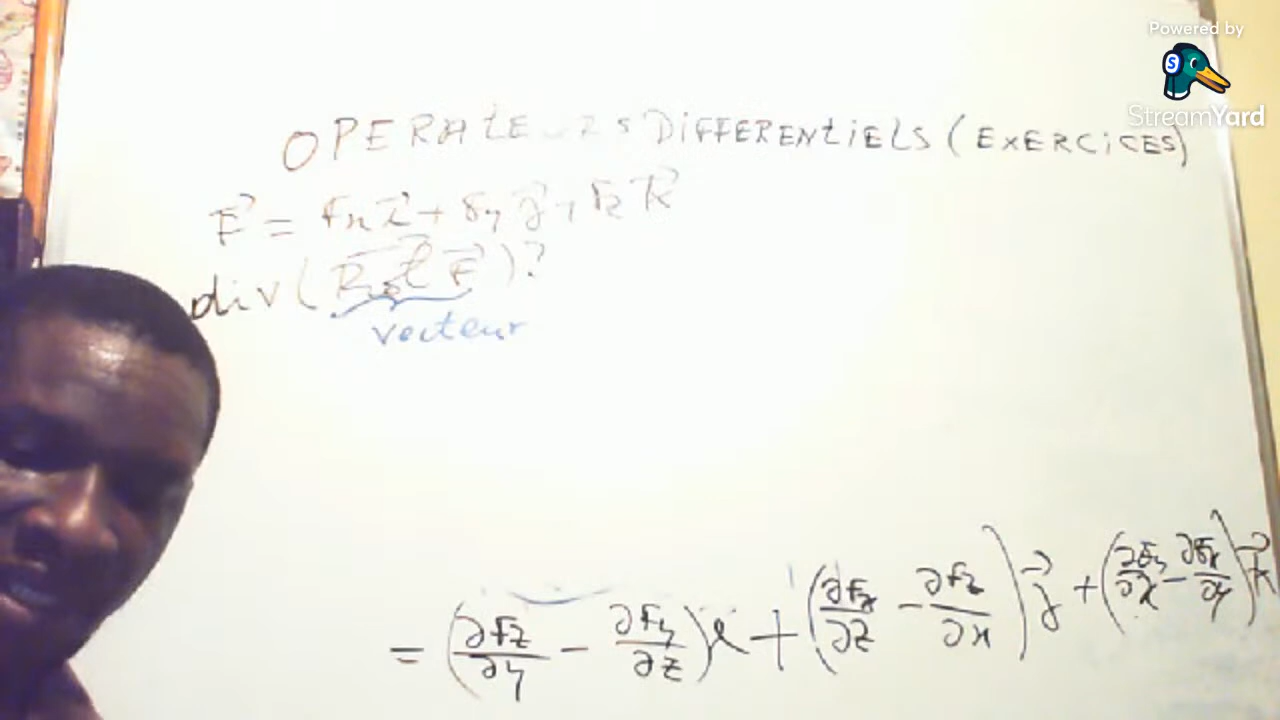 Powered by
StreamYard
OPERATEURS DIFFERENTIELS (EXERCICES)
F⃗ = Fx i⃗ + Fy j⃗ + Fz k⃗
div(Rot F⃗)?
vecteur
= (∂Fz/∂y - ∂Fy/∂z) i + (∂Fx/∂z - ∂Fz/∂x) j⃗ + (∂Fy/∂x - ∂Fx/∂y) k⃗